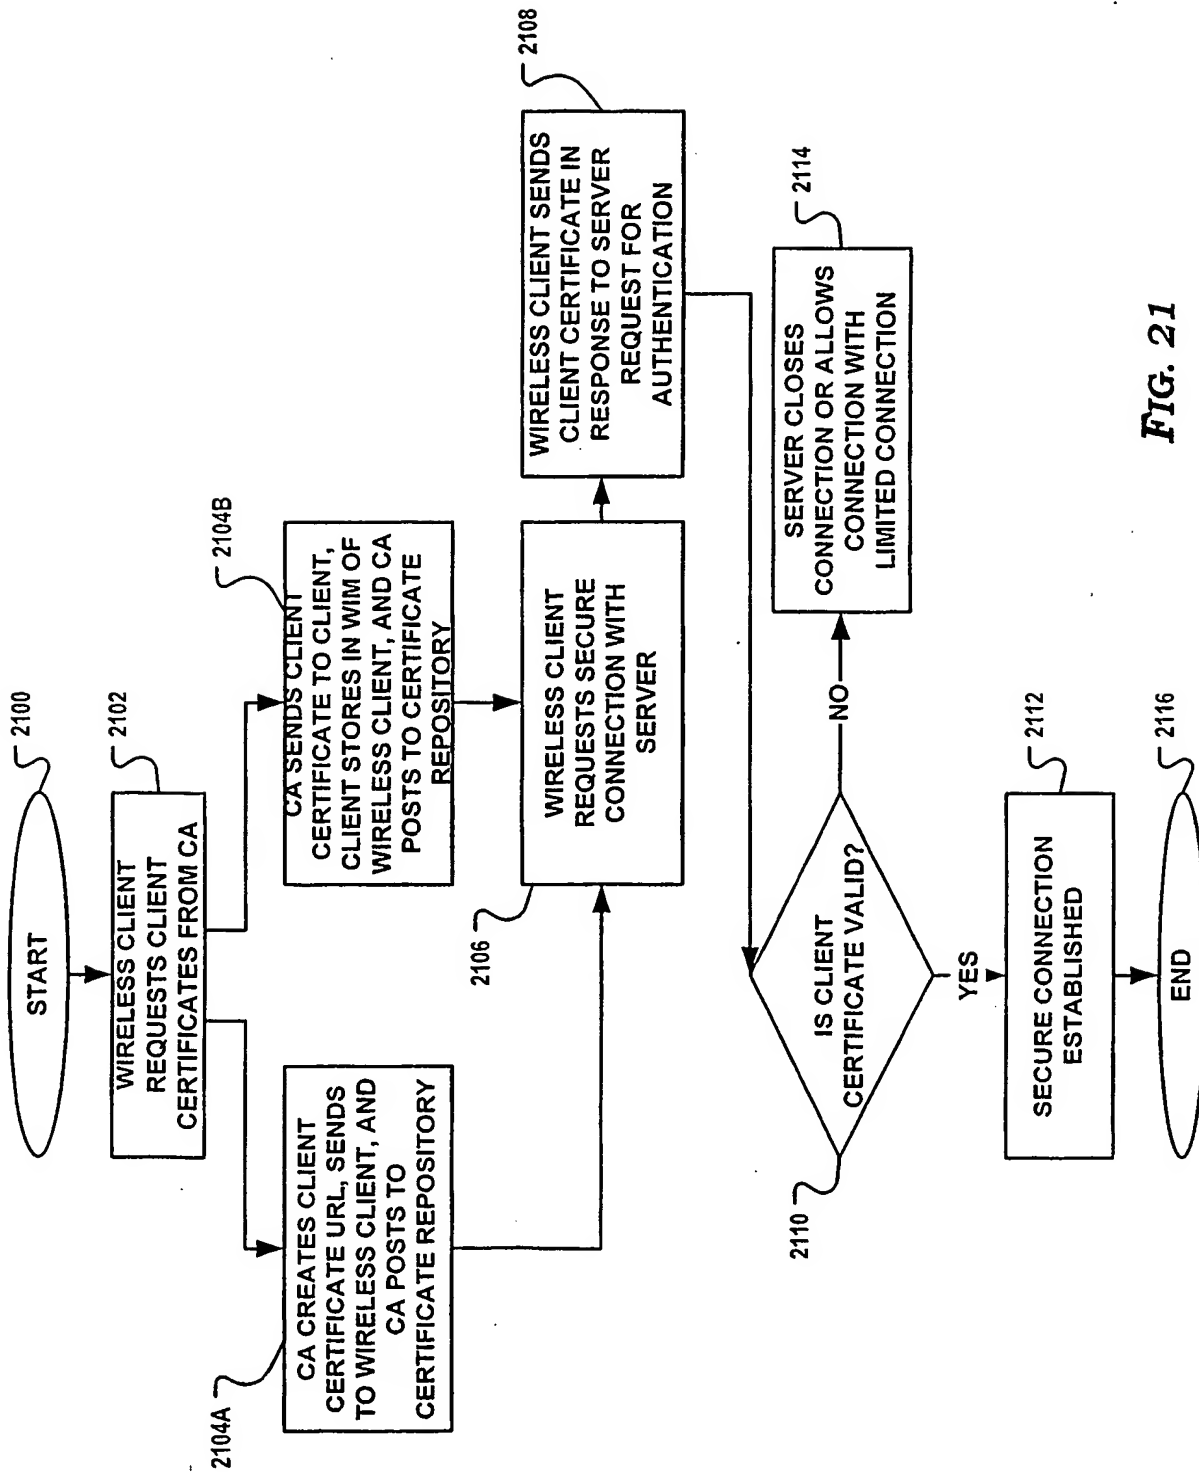 START
2100
WIRELESS CLIENT
REQUESTS CLIENT
CERTIFICATES FROM CA
2102
CA CREATES CLIENT
CERTIFICATE URL, SENDS
TO WIRELESS CLIENT, AND
CA POSTS TO
CERTIFICATE REPOSITORY
2104A
CA SENDS CLIENT
CERTIFICATE TO CLIENT,
CLIENT STORES IN WIM OF
WIRELESS CLIENT, AND CA
POSTS TO CERTIFICATE
REPOSITORY
2104B
2106
WIRELESS CLIENT
REQUESTS SECURE
CONNECTION WITH
SERVER
WIRELESS CLIENT SENDS
CLIENT CERTIFICATE IN
RESPONSE TO SERVER
REQUEST FOR
AUTHENTICATION
2108
2110
IS CLIENT
CERTIFICATE VALID?
NO
SERVER CLOSES
CONNECTION OR ALLOWS
CONNECTION WITH
LIMITED CONNECTION
2114
YES
SECURE CONNECTION
ESTABLISHED
2112
END
2116
FIG. 21